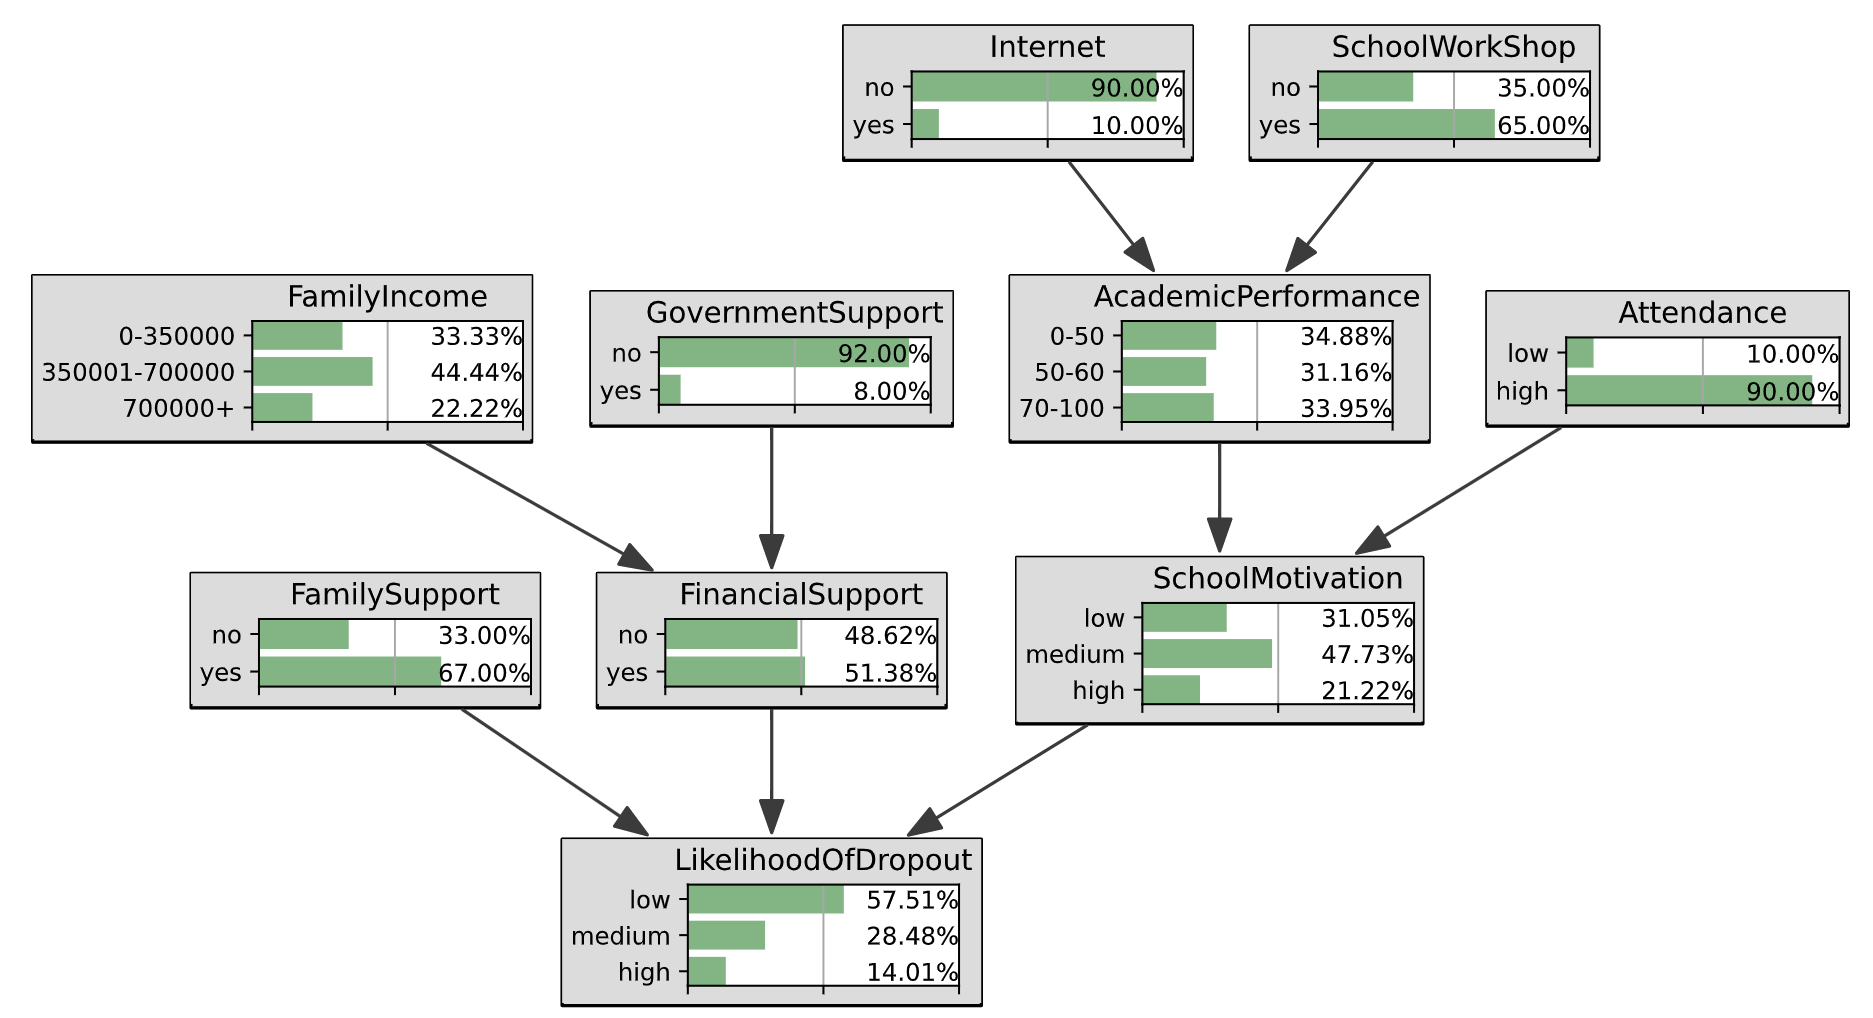 Internet
no 90.00%
yes 10.00%
SchoolWorkShop
no 35.00%
yes 65.00%
FamilyIncome
0-350000 33.33%
350001-700000 44.44%
700000+ 22.22%
GovernmentSupport
no 92.00%
yes 8.00%
AcademicPerformance
0-50 34.88%
50-60 31.16%
70-100 33.95%
Attendance
low 10.00%
high 90.00%
FamilySupport
no 33.00%
yes 67.00%
FinancialSupport
no 48.62%
yes 51.38%
SchoolMotivation
low 31.05%
medium 47.73%
high 21.22%
LikelihoodOfDropout
low 57.51%
medium 28.48%
high 14.01%